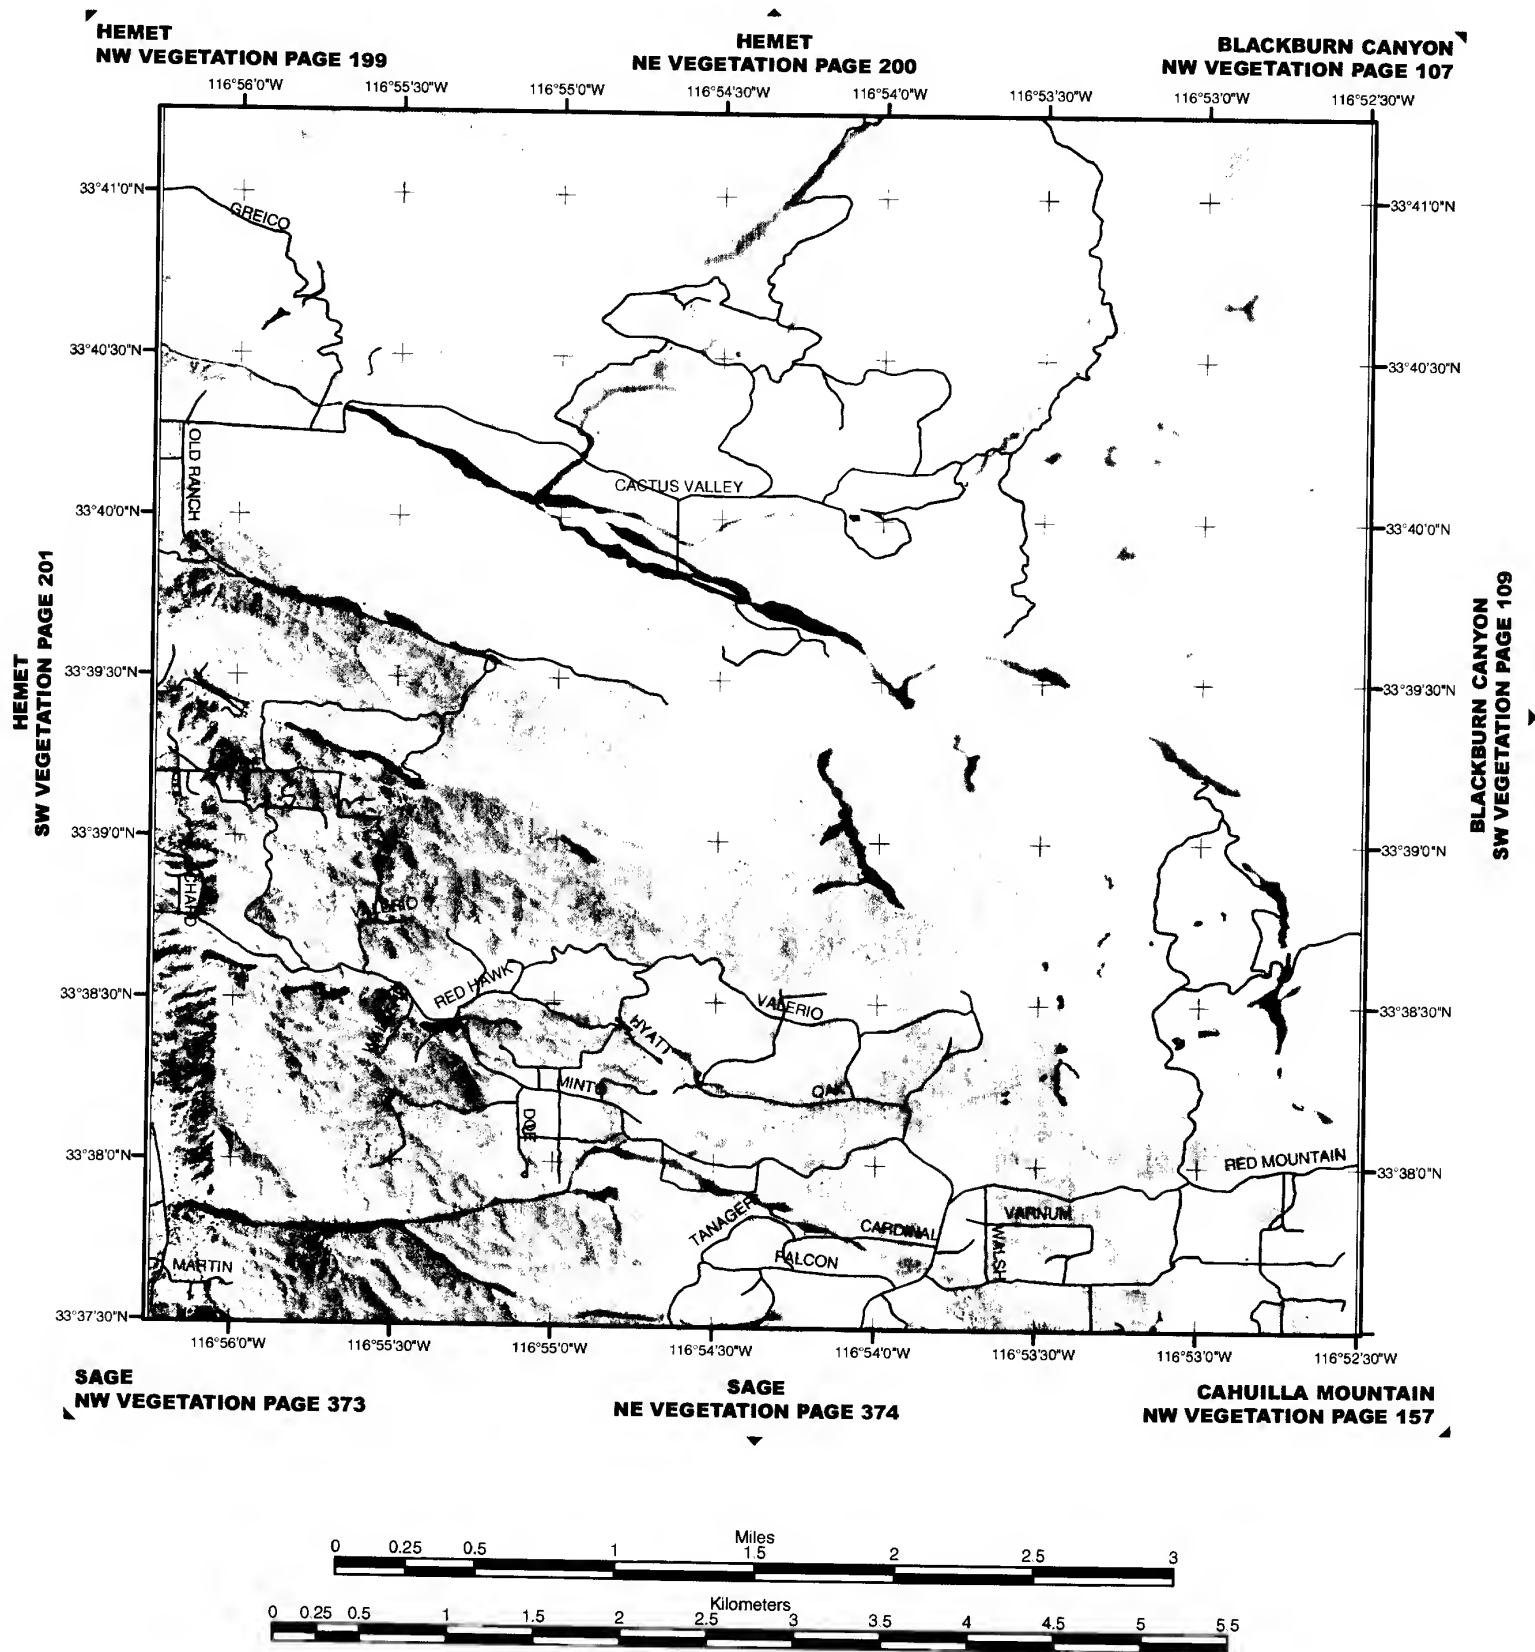 HEMET
NW VEGETATION PAGE 199
HEMET
NE VEGETATION PAGE 200
BLACKBURN CANYON
NW VEGETATION PAGE 107
116°56'0"W
116°55'30"W
116°55'0"W
116°54'30"W
116°54'0"W
116°53'30"W
116°53'0"W
116°52'30"W
33°41'0"N
33°41'0"N
GREICO
33°40'30"N
33°40'30"N
OLD RANCH
CACTUS VALLEY
33°40'0"N
33°40'0"N
HEMET
SW VEGETATION PAGE 201
BLACKBURN CANYON
SW VEGETATION PAGE 109
33°39'30"N
33°39'30"N
33°39'0"N
33°39'0"N
VALERIO
RED HAWK
33°38'30"N
VALERIO
33°38'30"N
HYATT
MINTO
OAK
33°38'0"N
RED MOUNTAIN
33°38'0"N
TANAGER
CARDINAL
VARNUM
WALSH
MARTIN
FALCON
33°37'30"N
116°56'0"W
116°55'30"W
116°55'0"W
116°54'30"W
116°54'0"W
116°53'30"W
116°53'0"W
116°52'30"W
SAGE
NW VEGETATION PAGE 373
SAGE
NE VEGETATION PAGE 374
CAHUILLA MOUNTAIN
NW VEGETATION PAGE 157
Miles
0 0.25 0.5 1 1.5 2 2.5 3
Kilometers
0 0.25 0.5 1 1.5 2 2.5 3 3.5 4 4.5 5 5.5